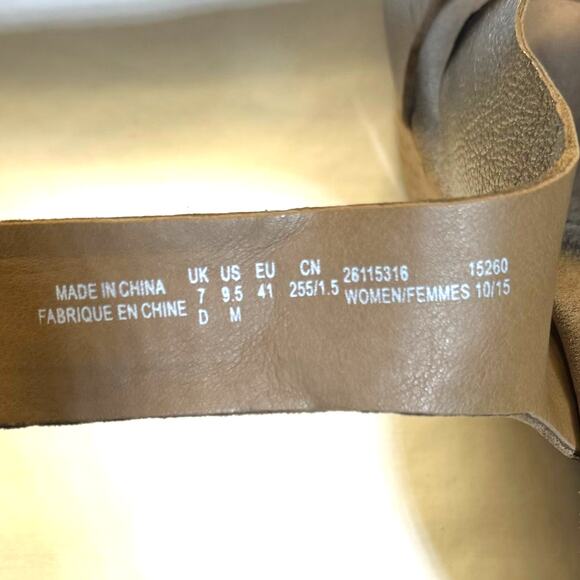 MADE IN CHINA
FABRIQUE EN CHINE
UK US EU CN
7 9.5 41 255/1.5
D M
26115316 15260
WOMEN/FEMMES 10/15